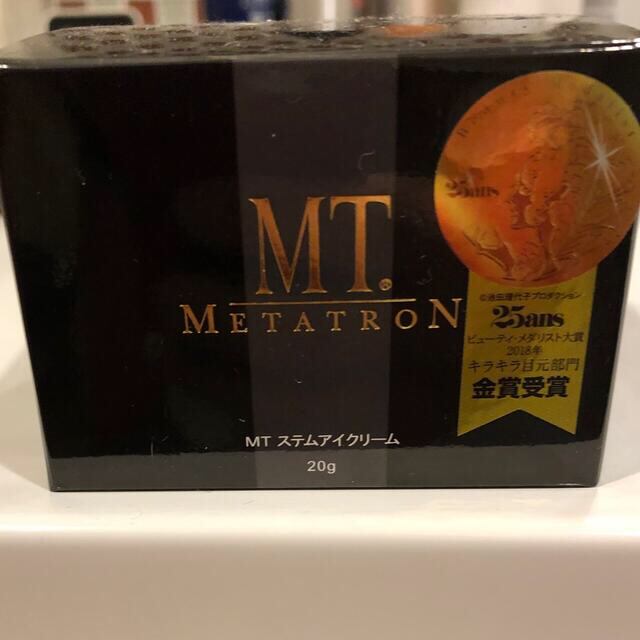 MT.®
METATRON
MT ステムアイクリーム
20g
25ans
©池田理代子プロダクション
25ans
ビューティ・メダリスト大賞
2018年
キラキラ目元部門
金賞受賞